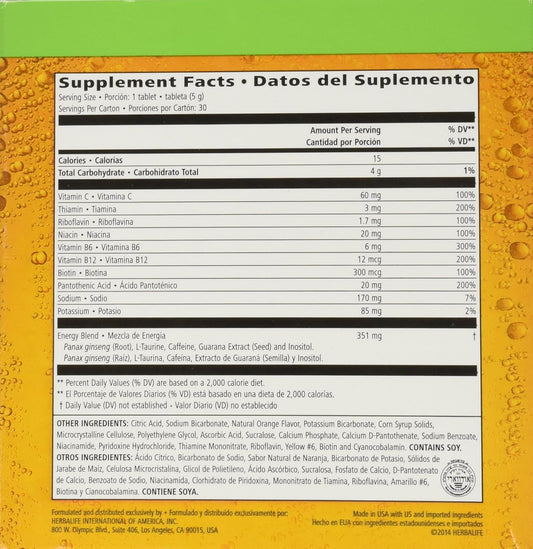 Supplement Facts • Datos del Suplemento
Serving Size • Porción: 1 tablet • tableta (5 g)
Servings Per Carton • Porciones por Cartón: 30
Amount Per Serving % DV**
Cantidad por Porción % VD**
Calories • Calorías 15
Total Carbohydrate • Carbohidrato Total 4 g 1%
Vitamin C • Vitamina C 60 mg 100%
Thiamin • Tiamina 3 mg 200%
Riboflavin • Riboflavina 1.7 mg 100%
Niacin • Niacina 20 mg 100%
Vitamin B6 • Vitamina B6 6 mg 300%
Vitamin B12 • Vitamina B12 12 mcg 200%
Biotin • Biotina 300 mcg 100%
Pantothenic Acid • Ácido Pantoténico 20 mg 200%
Sodium • Sodio 170 mg 7%
Potassium • Potasio 85 mg 2%
Energy Blend • Mezcla de Energía 351 mg †
Panax ginseng (Root), L-Taurine, Caffeine, Guarana Extract (Seed) and Inositol.
Panax ginseng (Raíz), L-Taurina, Cafeína, Extracto de Guaraná (Semilla) y Inositol.
** Percent Daily Values (% DV) are based on a 2,000 calorie diet.
** El Porcentaje de Valores Diarios (% VD) está basado en una dieta de 2,000 calorías.
† Daily Value (DV) not established • Valor Diario (VD) no establecido
OTHER INGREDIENTS: Citric Acid, Sodium Bicarbonate, Natural Orange Flavor, Potassium Bicarbonate, Corn Syrup Solids,
Microcrystalline Cellulose, Polyethylene Glycol, Ascorbic Acid, Sucralose, Calcium Phosphate, Calcium D-Pantothenate, Sodium Benzoate,
Niacinamide, Pyridoxine Hydrochloride, Thiamine Mononitrate, Riboflavin, Yellow #6, Biotin and Cyanocobalamin. CONTAINS SOY.
OTROS INGREDIENTES: Ácido Cítrico, Bicarbonato de Sodio, Sabor Natural de Naranja, Bicarbonato de Potasio, Sólidos de
Jarabe de Maíz, Celulosa Microcristalina, Glicol de Polietileno, Ácido Ascórbico, Sucralosa, Fosfato de Calcio, D-Pantotenato
de Calcio, Benzoato de Sodio, Niacinamida, Clorhidrato de Piridoxina, Mononitrato de Tiamina, Riboflavina, Amarillo #6,
Biotina y Cianocobalamina. CONTIENE SOYA.
Formulated and distributed exclusively by • Formulado y distribuido exclusivamente por:
HERBALIFE INTERNATIONAL OF AMERICA, INC.
800 W. Olympic Blvd., Suite 406, Los Angeles, CA 90015, USA
Made in USA with US and imported ingredients
Hecho en EUA con ingredientes estadounidenses e importados
©2014 HERBALIFE